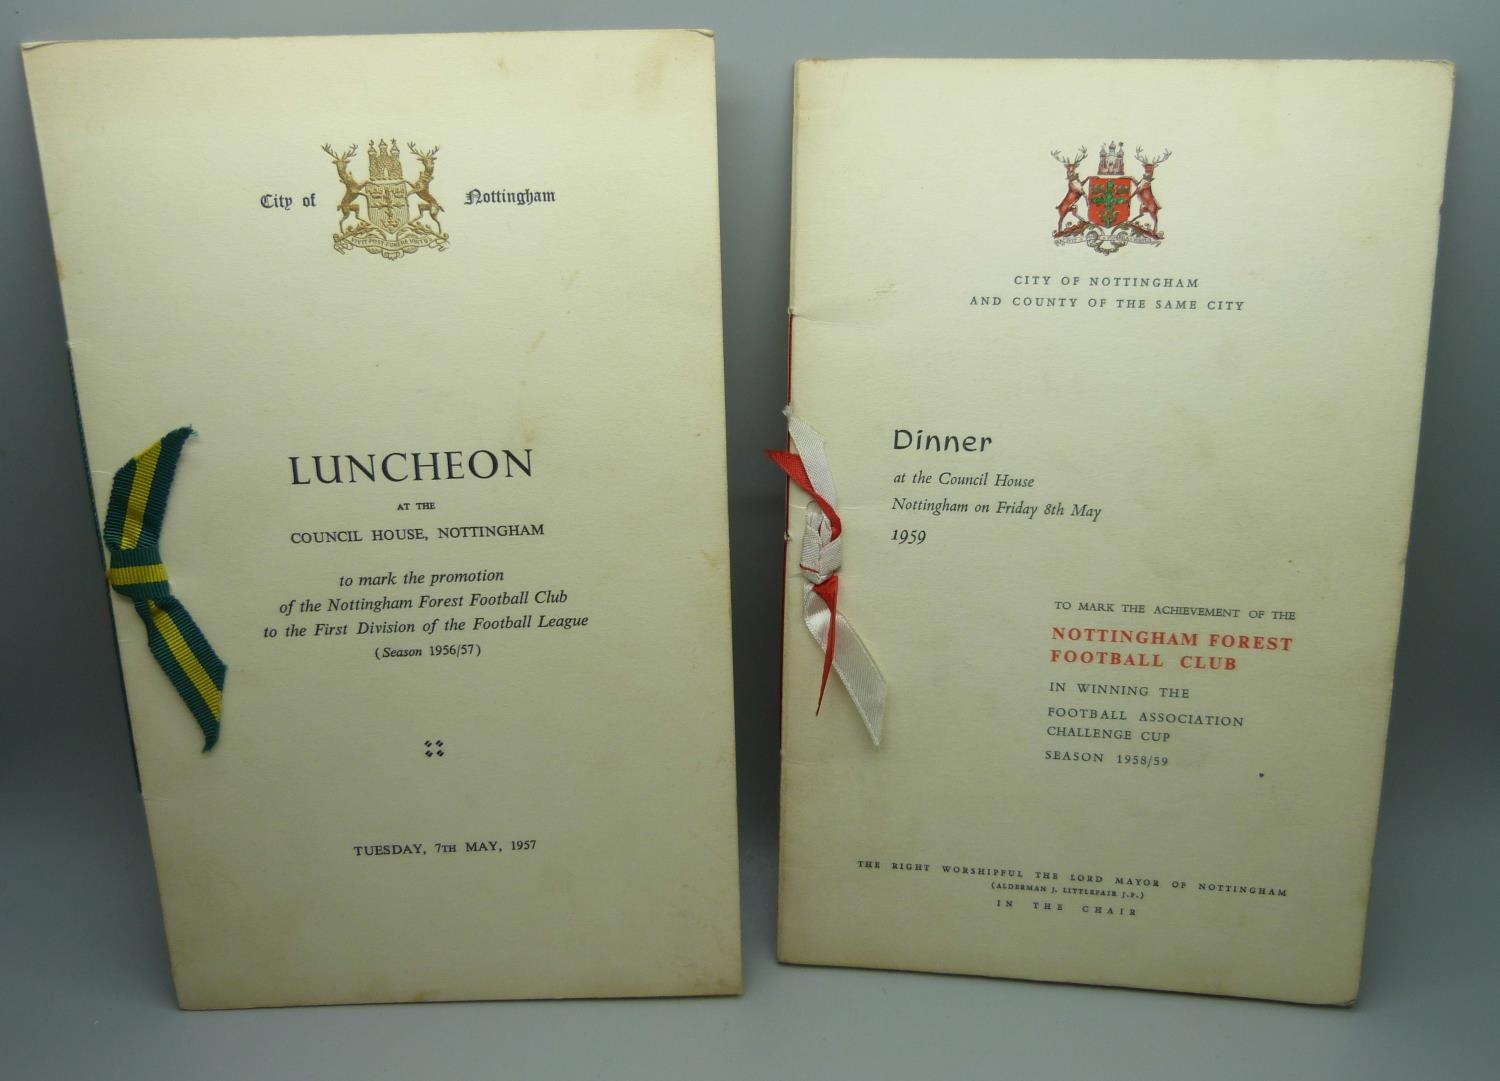 City of Nottingham
VIVIT POST FUNERA VIRTUS
LUNCHEON
AT THE
COUNCIL HOUSE, NOTTINGHAM
to mark the promotion
of the Nottingham Forest Football Club
to the First Division of the Football League
(Season 1956/57)
TUESDAY, 7TH MAY, 1957
CITY OF NOTTINGHAM
AND COUNTY OF THE SAME CITY
Dinner
at the Council House
Nottingham on Friday 8th May
1959
TO MARK THE ACHIEVEMENT OF THE
NOTTINGHAM FOREST
FOOTBALL CLUB
IN WINNING THE
FOOTBALL ASSOCIATION
CHALLENGE CUP
SEASON 1958/59
THE RIGHT WORSHIPFUL THE LORD MAYOR OF NOTTINGHAM
(ALDERMAN J. LITTLEFAIR J.P.)
IN THE CHAIR